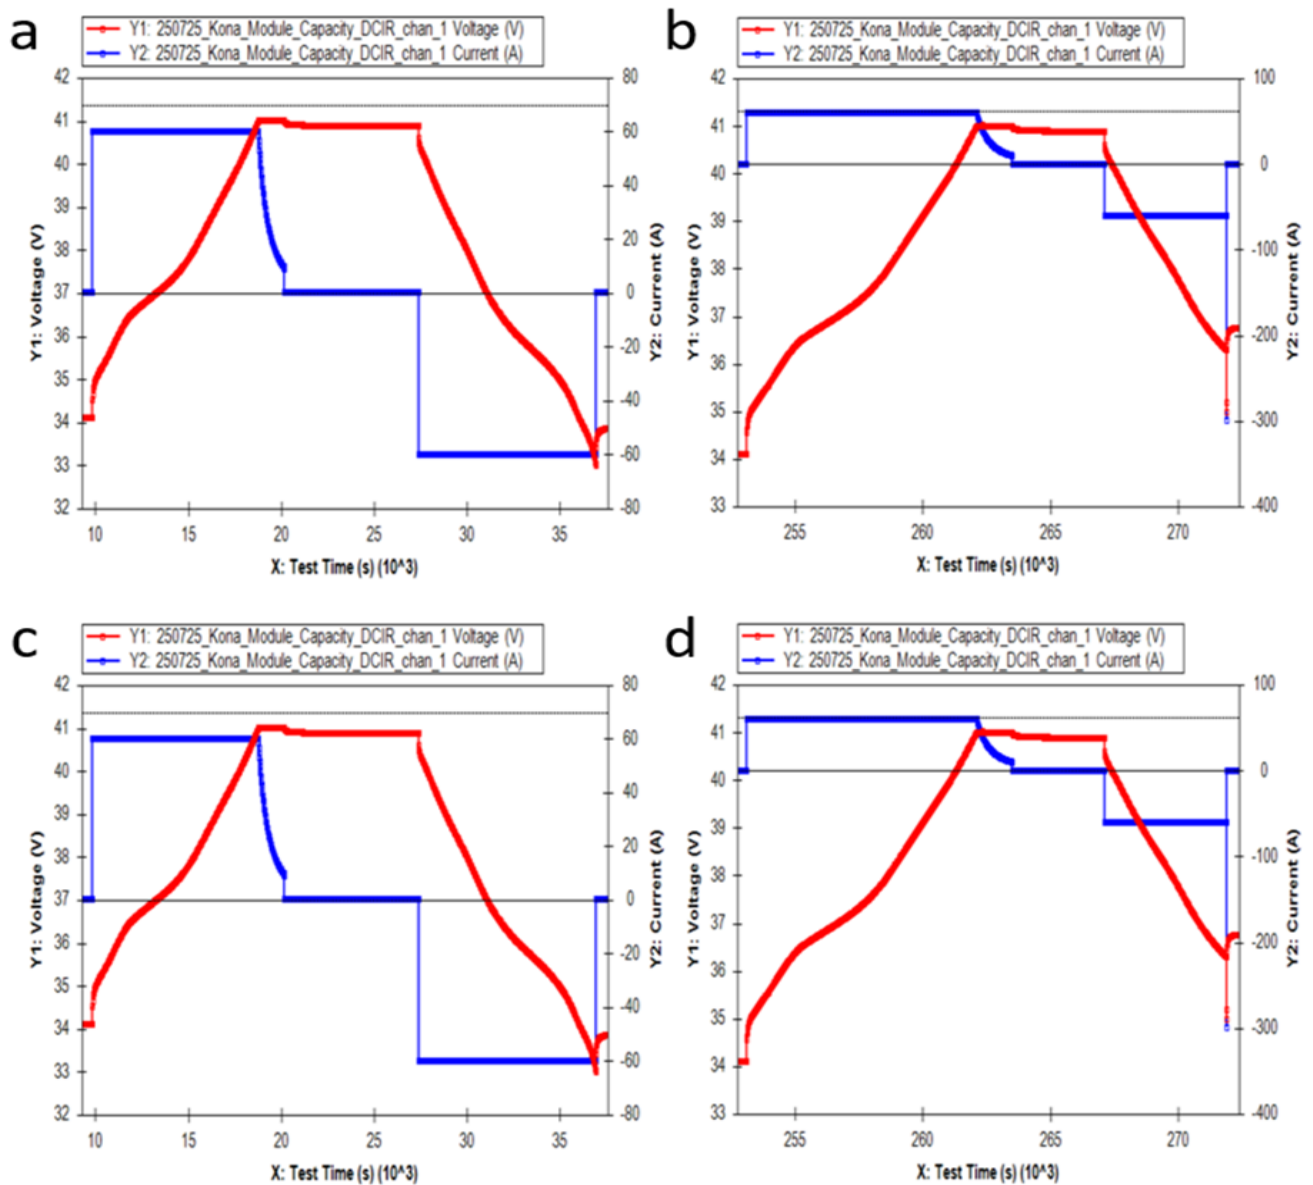 a
Y1: 250725_Kona_Module_Capacity_DCIR_chan_1 Voltage (V)
Y2: 250725_Kona_Module_Capacity_DCIR_chan_1 Current (A)
42
41
40
39
38
37
36
35
34
33
32
Y1: Voltage (V)
80
60
40
20
0
-20
-40
-60
-80
Y2: Current (A)
10 15 20 25 30 35
X: Test Time (s) (10^3)
b
Y1: 250725_Kona_Module_Capacity_DCIR_chan_1 Voltage (V)
Y2: 250725_Kona_Module_Capacity_DCIR_chan_1 Current (A)
42
41
40
39
38
37
36
35
34
33
Y1: Voltage (V)
100
0
-100
-200
-300
-400
Y2: Current (A)
255 260 265 270
X: Test Time (s) (10^3)
c
Y1: 250725_Kona_Module_Capacity_DCIR_chan_1 Voltage (V)
Y2: 250725_Kona_Module_Capacity_DCIR_chan_1 Current (A)
42
41
40
39
38
37
36
35
34
33
32
Y1: Voltage (V)
80
60
40
20
0
-20
-40
-60
-80
Y2: Current (A)
10 15 20 25 30 35
X: Test Time (s) (10^3)
d
Y1: 250725_Kona_Module_Capacity_DCIR_chan_1 Voltage (V)
Y2: 250725_Kona_Module_Capacity_DCIR_chan_1 Current (A)
42
41
40
39
38
37
36
35
34
33
Y1: Voltage (V)
100
0
-100
-200
-300
-400
Y2: Current (A)
255 260 265 270
X: Test Time (s) (10^3)